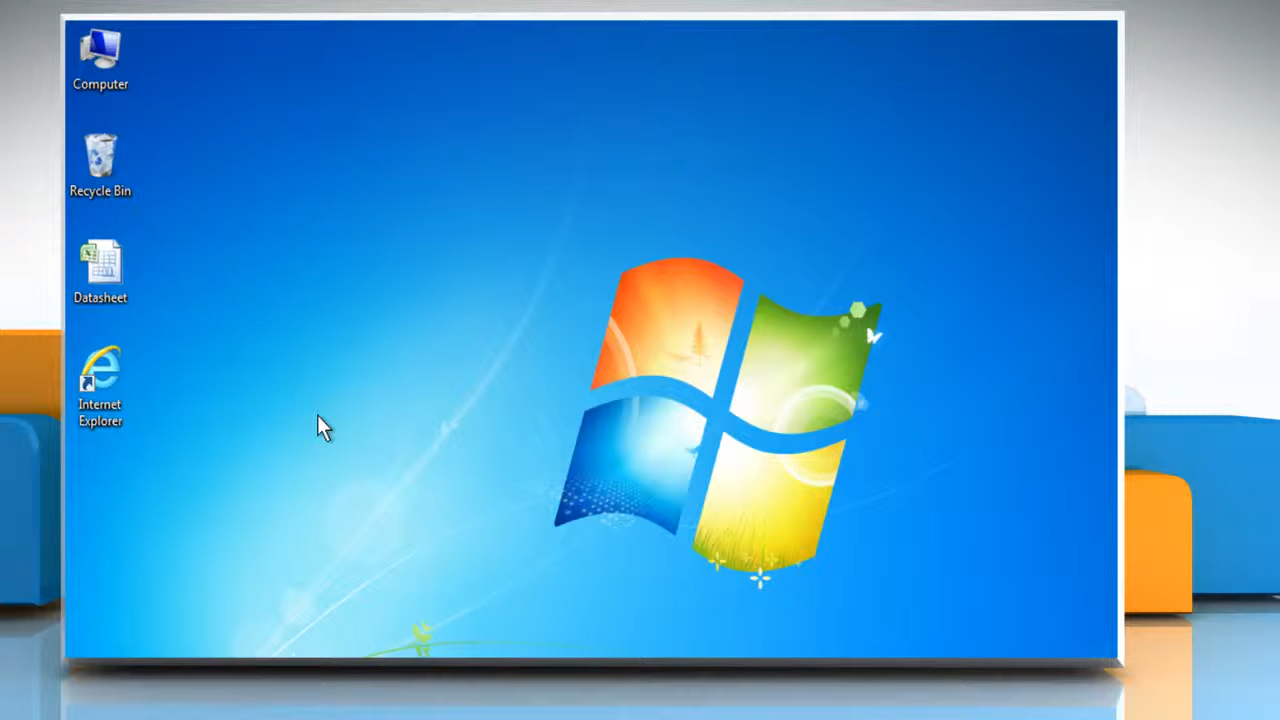 Computer
Recycle Bin
Datasheet
Internet
Explorer